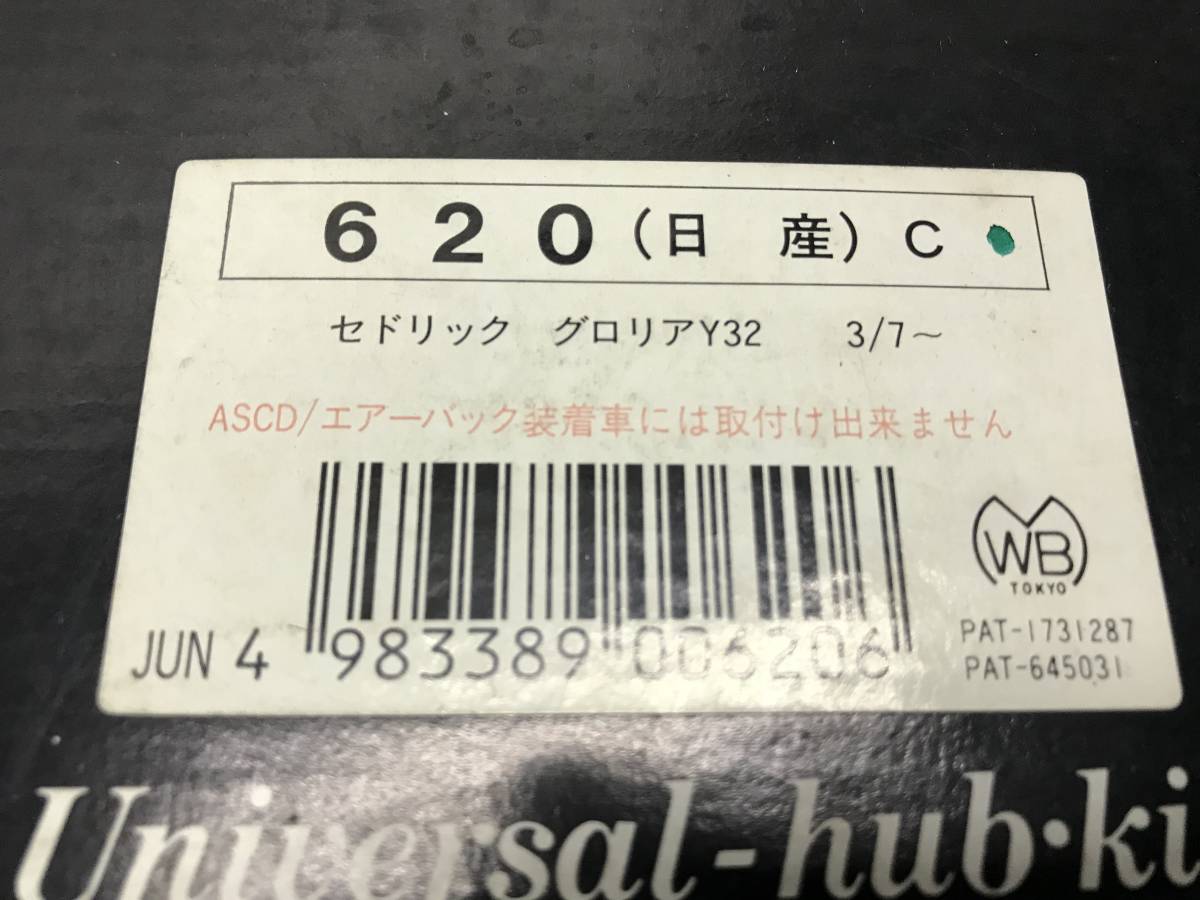 620(日 産)C
セドリック グロリアY32 3/7~
ASCD/エアーバック装着車には取付け出来ません
WB
TOKYO
PAT-1731287
PAT-645031
JUN 4 983389 006206
Universal-hub·ki